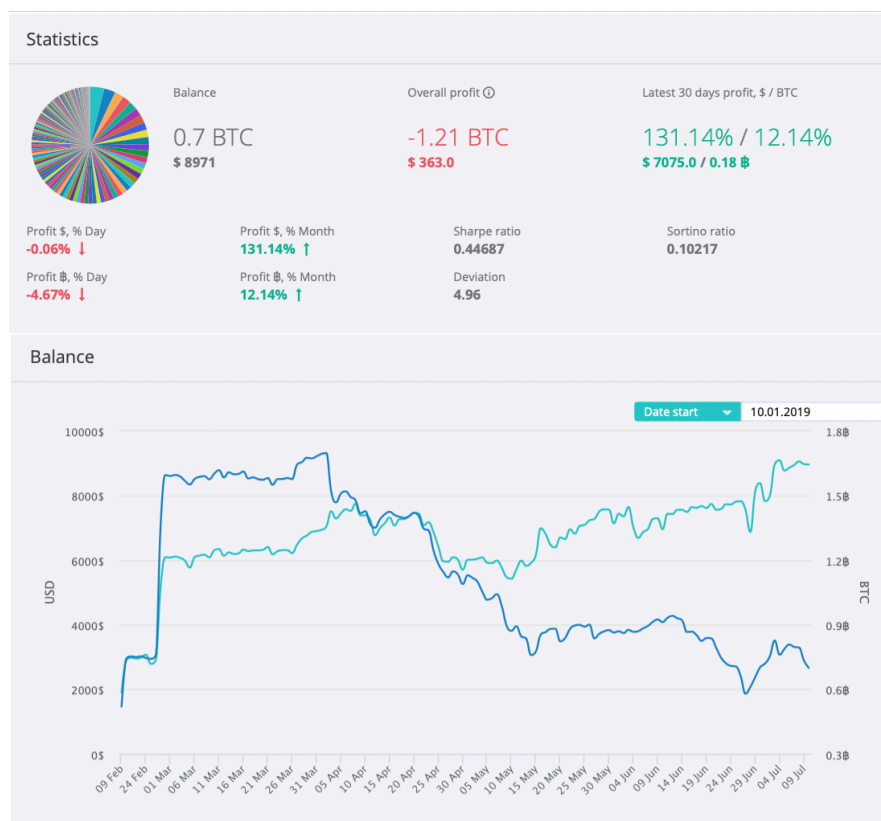 Statistics
Balance
Overall profit ⓘ
Latest 30 days profit, $ / BTC
0.7 BTC
-1.21 BTC
131.14% / 12.14%
$ 8971
$ 363.0
$ 7075.0 / 0.18 ฿
Profit $, % Day
Profit $, % Month
Sharpe ratio
Sortino ratio
-0.06% ↓
131.14% ↑
0.44687
0.10217
Profit ฿, % Day
Profit ฿, % Month
Deviation
-4.67% ↓
12.14% ↑
4.96
Balance
Date start
10.01.2019
10000$
1.8฿
8000$
1.5฿
6000$
1.2฿
USD
BTC
4000$
0.9฿
2000$
0.6฿
0$
0.3฿
09 Feb
24 Feb
01 Mar
06 Mar
11 Mar
16 Mar
21 Mar
26 Mar
31 Mar
05 Apr
10 Apr
15 Apr
20 Apr
25 Apr
30 Apr
05 May
10 May
15 May
20 May
25 May
30 May
04 Jun
09 Jun
14 Jun
19 Jun
24 Jun
29 Jun
04 Jul
09 Jul